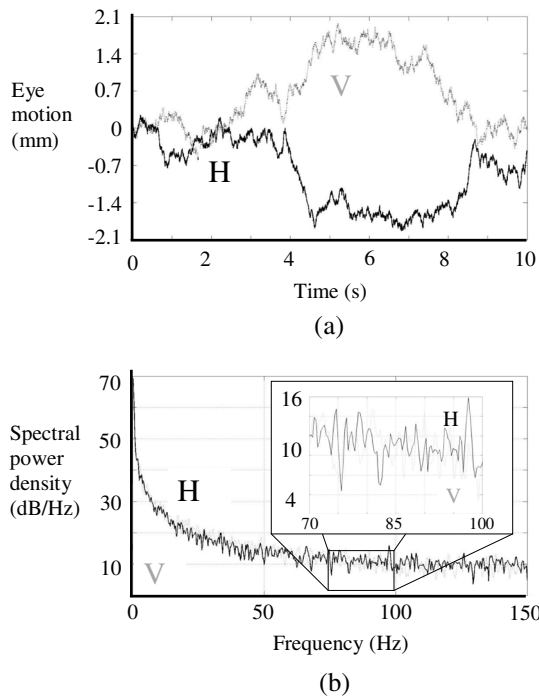 2.1
1.4
0.7
0
-0.7
-1.4
-2.1
Eye
motion
(mm)
V
H
0 2 4 6 8 10
Time (s)
(a)
70
50
30
10
Spectral
power
density
(dB/Hz)
H
V
16
10
4
H
V
70 85 100
0 50 100 150
Frequency (Hz)
(b)